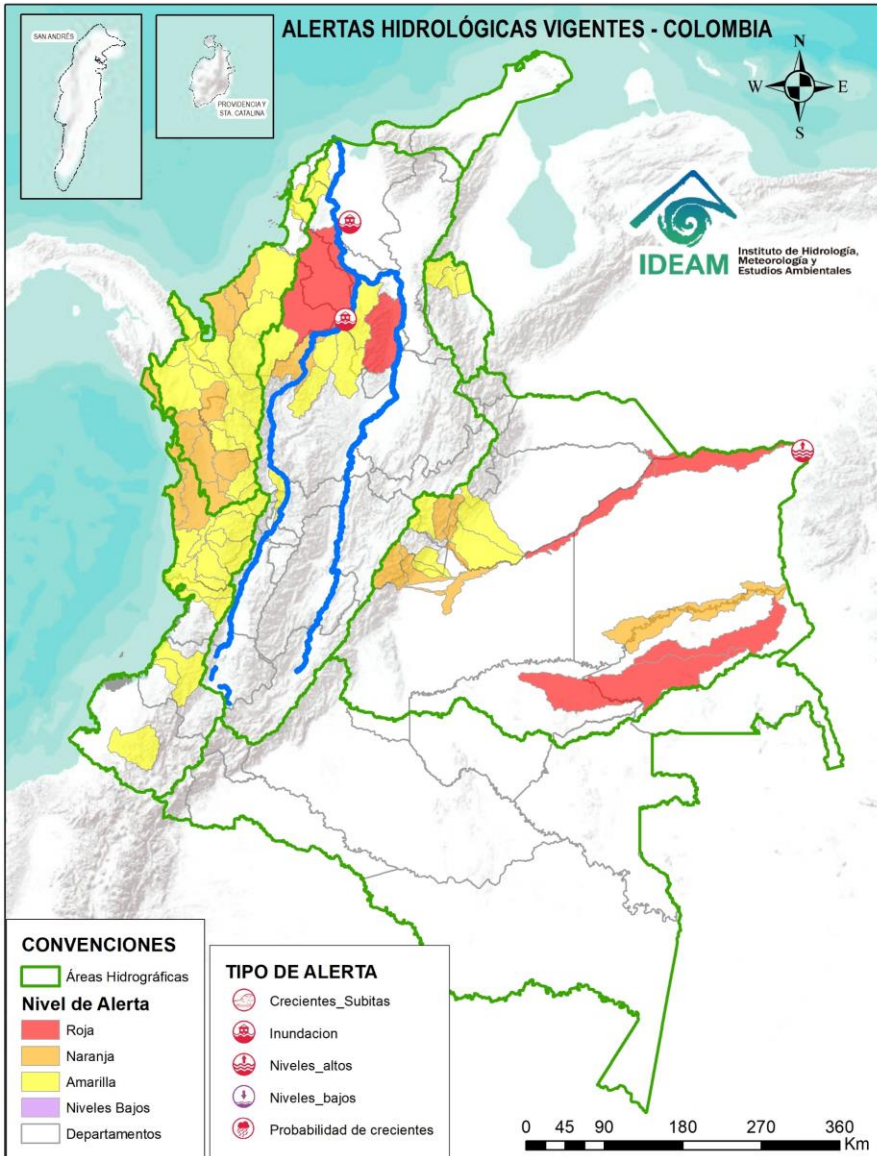 SAN ANDRÉS
PROVIDENCIA Y
STA. CATALINA
ALERTAS HIDROLÓGICAS VIGENTES - COLOMBIA
N
W
E
S
IDEAM
Instituto de Hidrología,
Meteorología y
Estudios Ambientales
CONVENCIONES
Áreas Hidrográficas
Nivel de Alerta
Roja
Naranja
Amarilla
Niveles Bajos
Departamentos
TIPO DE ALERTA
Crecientes_Subitas
Inundacion
Niveles_altos
Niveles_bajos
Probabilidad de crecientes
0 45 90 180 270 360
Km